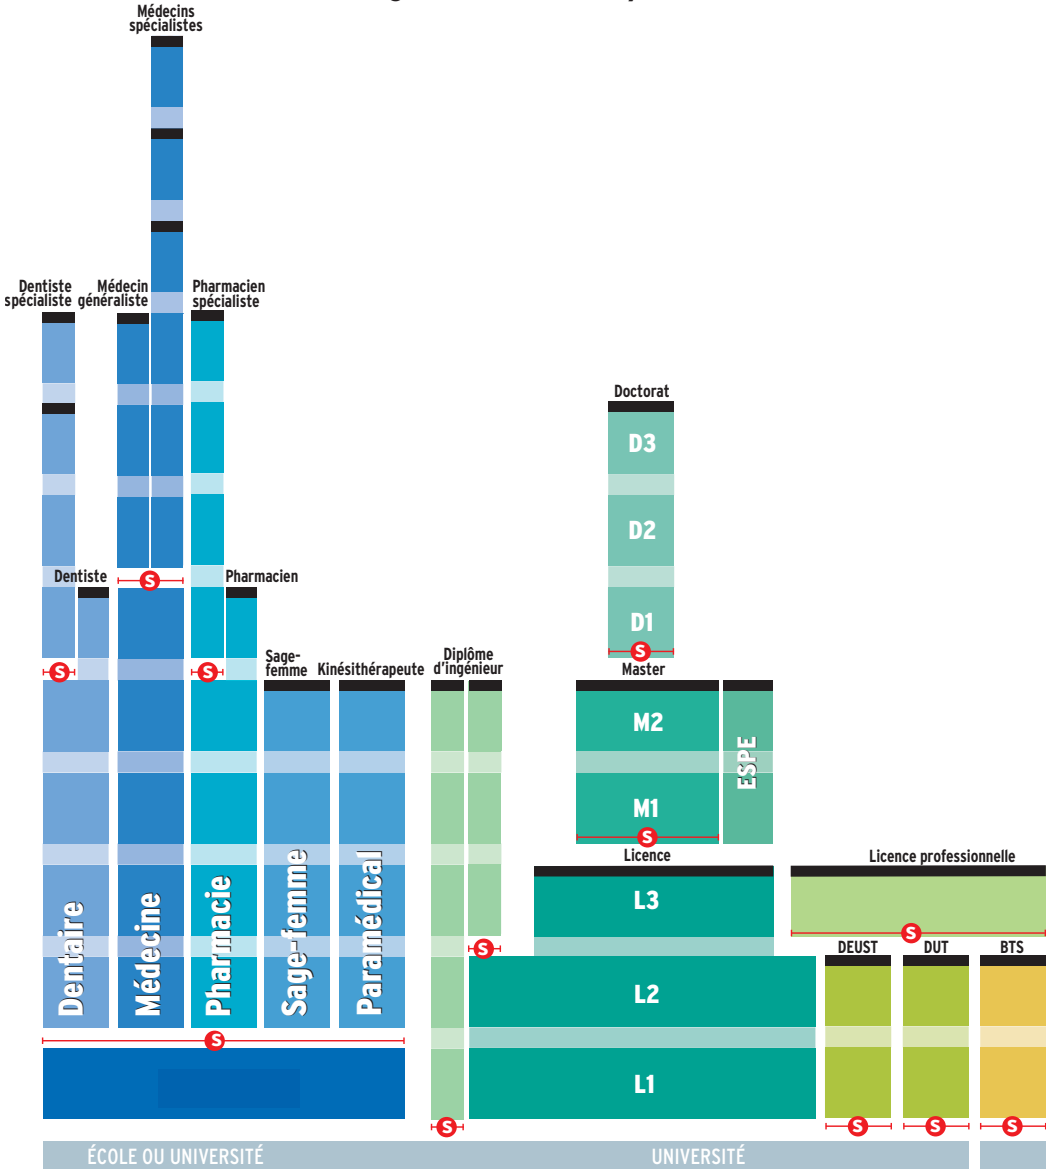 Médecins
spécialistes
Dentiste
spécialiste
Médecin
généraliste
Pharmacien
spécialiste
Doctorat
D3
D2
D1
S
Dentiste
S
Pharmacien
S
S
Sage-
femme
Kinésithérapeute
Diplôme
d'ingénieur
Master
M2
M1
S
ESPE
Licence
L3
Licence professionnelle
S
Dentaire
Médecine
Pharmacie
Sage-femme
Paramédical
S
DEUST
DUT
BTS
L2
S
L1
S
S
S
S
ÉCOLE OU UNIVERSITÉ
UNIVERSITÉ